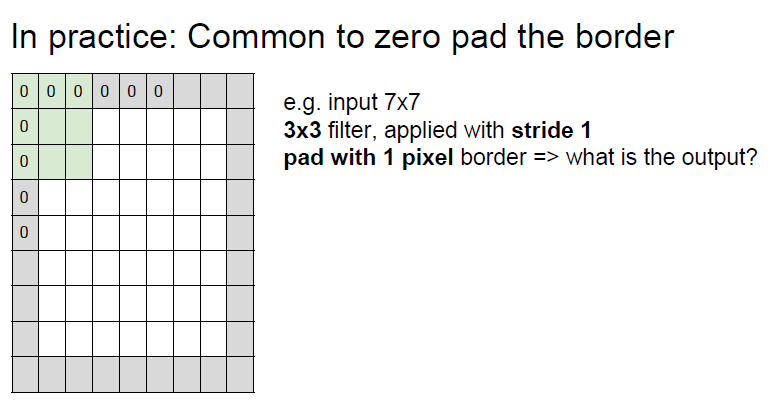 In practice: Common to zero pad the border
0 0 0 0 0 0
0
0
0
0
e.g. input 7x7
3x3 filter, applied with stride 1
pad with 1 pixel border => what is the output?